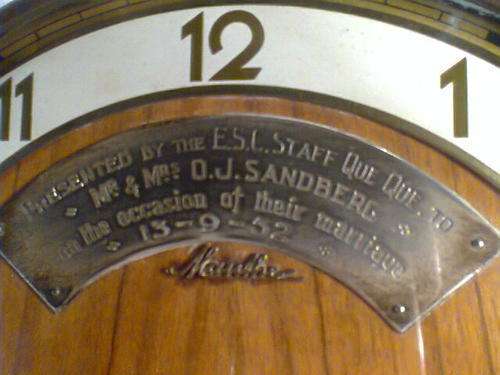 11 12 1
PRESENTED BY THE E.S.C. STAFF QUE QUE. TO
MR & MRS O.J. SANDBERG
on the occasion of their marriage
13-9-52
Mauthe